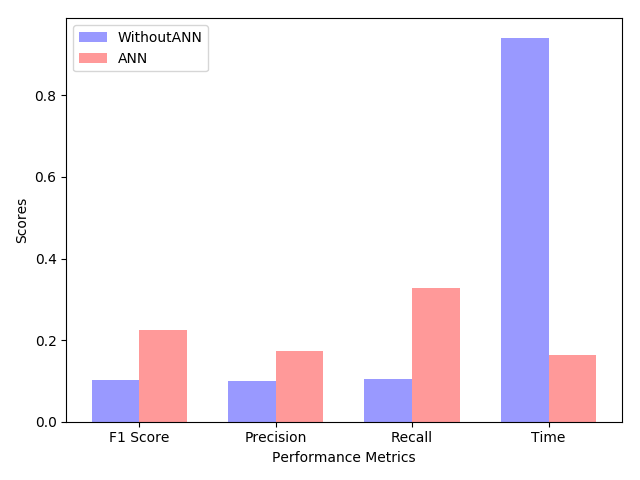 WithoutANN
ANN
Scores
0.8
0.6
0.4
0.2
0.0
F1 Score
Precision
Recall
Time
Performance Metrics